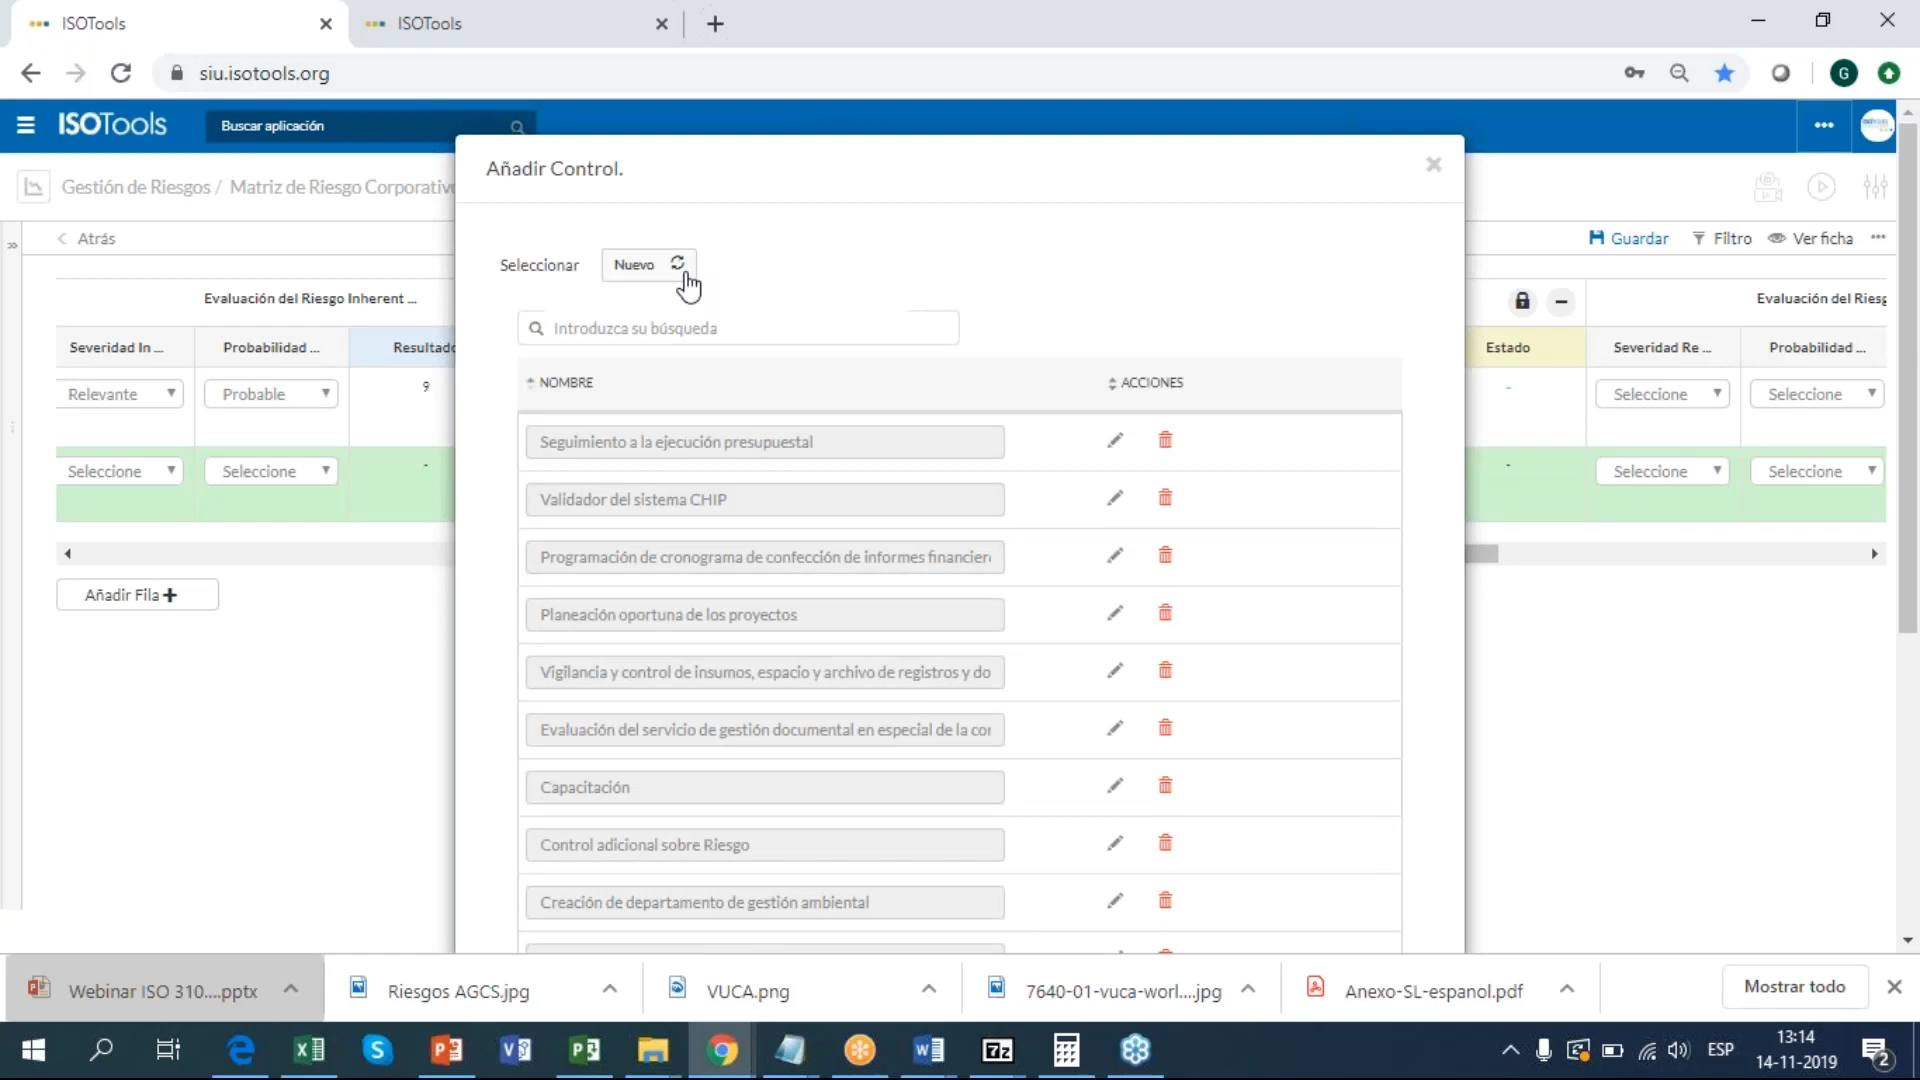 ISOTools
ISOTools
siu.isotools.org
G
ISOTools
Buscar aplicación
Añadir Control.
Gestión de Riesgos / Matriz de Riesgo Corporativo
Atrás
Guardar
Filtro
Ver ficha
Seleccionar
Nuevo
Evaluación del Riesgo Inherent ...
Evaluación del Riesg
Introduzca su búsqueda
Severidad In ...
Probabilidad ...
Resultado
Estado
Severidad Re ...
Probabilidad ...
NOMBRE
ACCIONES
Relevante
Probable
9
-
Seleccione
Seleccione
Seguimiento a la ejecución presupuestal
Seleccione
Seleccione
-
-
Seleccione
Seleccione
Validador del sistema CHIP
Programación de cronograma de confección de informes financier
Añadir Fila
Planeación oportuna de los proyectos
Vigilancia y control de insumos, espacio y archivo de registros y do
Evaluación del servicio de gestión documental en especial de la
Capacitación
Control adicional sobre Riesgo
Creación de departamento de gestión ambiental
Webinar ISO 310....pptx
Riesgos AGCS.jpg
VUCA.png
7640-01-vuca-worl....jpg
Anexo-SL-espanol.pdf
Mostrar todo
ESP
13:14
14-11-2019
2